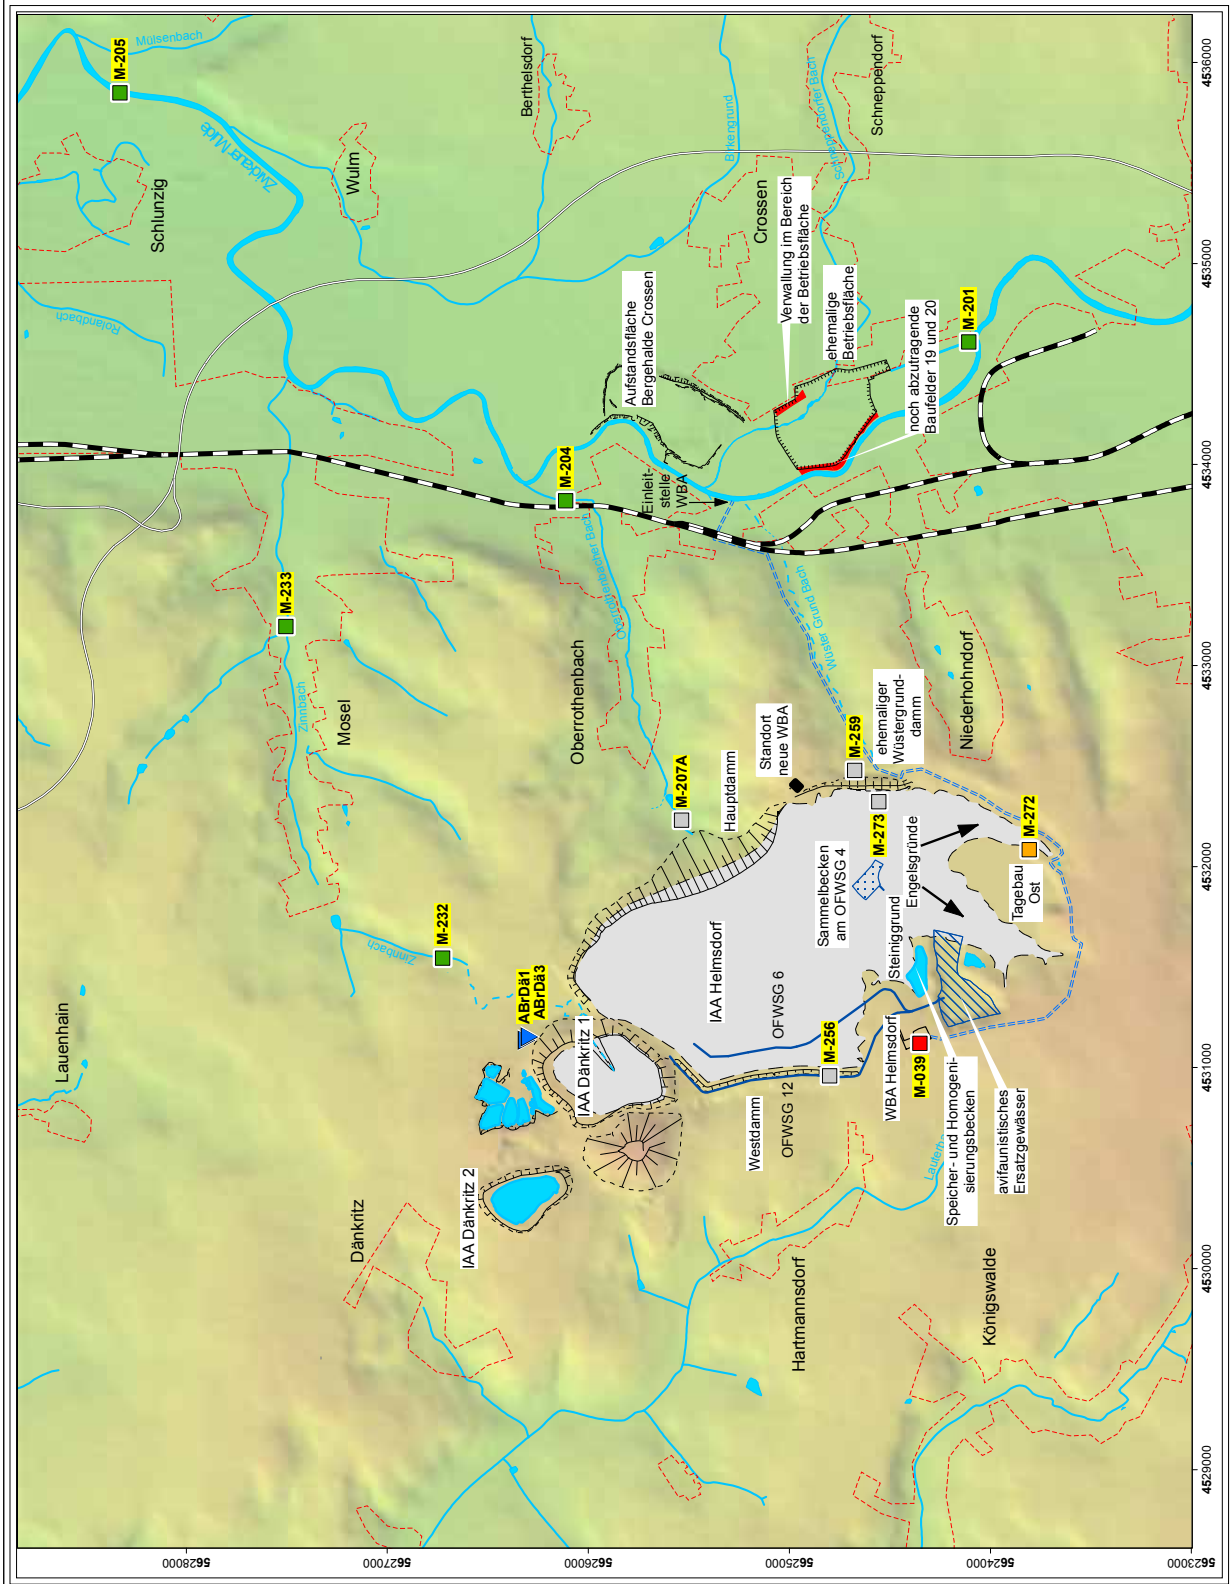 Mülsenbach
M-205
Schlunzig
Zwickauer Mulde
Wulm
Berthelsdorf
Birkengrund
Schneppendorfer Bach
Schneppendorf
Crossen
Rolandbach
Verwallung im Bereich
der Betriebsfläche
Aufstandsfläche
Bergehalde Crossen
ehemalige
Betriebsfläche
noch abzutragende
Baufelder 19 und 20
M-201
M-204
Einleit-
stelle
WBA
M-233
Zinnbach
Mosel
Oberrothenbacher Bach
Oberrothenbach
Wüster Grund Bach
Niederhohndorf
M-207A
Hauptdamm
Standort
neue WBA
M-259
ehemaliger
Wüstergrund-
damm
M-273
Engelsgründe
M-272
Tagebau
Ost
Sammelbecken
am OFWSG 4
Steiniggrund
M-232
Zinnbach
ABrDä1
ABrDä3
IAA Helmsdorf
OFWSG 6
IAA Dänkritz 1
M-256
WBA Helmsdorf
M-039
Lauenhain
Westdamm
OFWSG 12
Speicher- und Homogeni-
sierungsbecken
avifaunistisches
Ersatzgewässer
Dänkritz
IAA Dänkritz 2
Hartmannsdorf
Königswalde
4536000
4535000
4534000
4533000
4532000
4531000
4530000
4529000
5628000
5627000
5626000
5625000
5624000
5623000